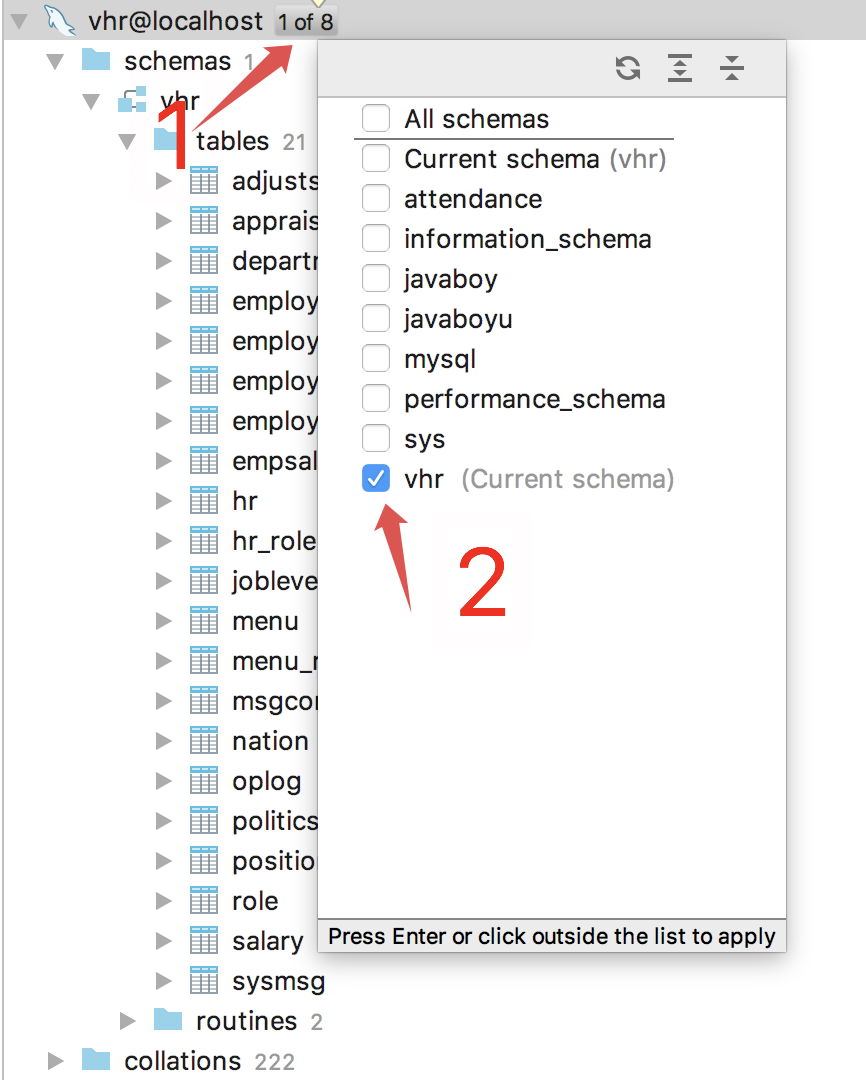 vhr@localhost 1 of 8
schemas 1
vhr
1
tables 21
adjusts
apprais
departr
employ
employ
employ
employ
empsal
hr
hr_role
jobleve
menu
menu_r
msgcor
nation
oplog
politics
positio
role
salary
sysmsg
routines 2
collations 222
All schemas
Current schema (vhr)
attendance
information_schema
javaboy
javaboyu
mysql
performance_schema
sys
vhr (Current schema)
2
Press Enter or click outside the list to apply